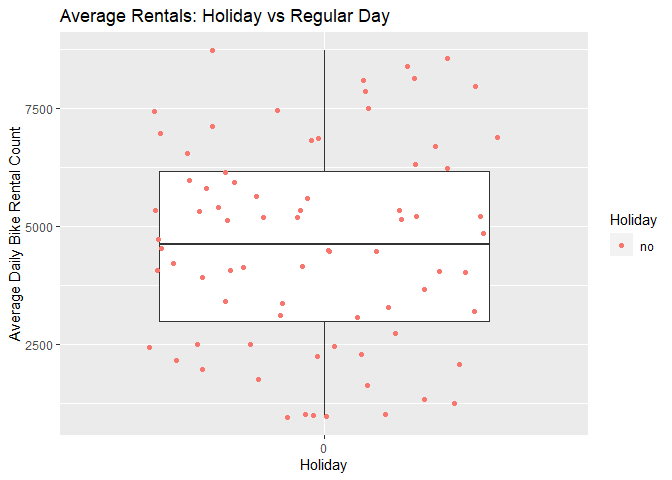 Average Rentals: Holiday vs Regular Day
Average Daily Bike Rental Count
7500
5000
2500
0
Holiday
Holiday
no